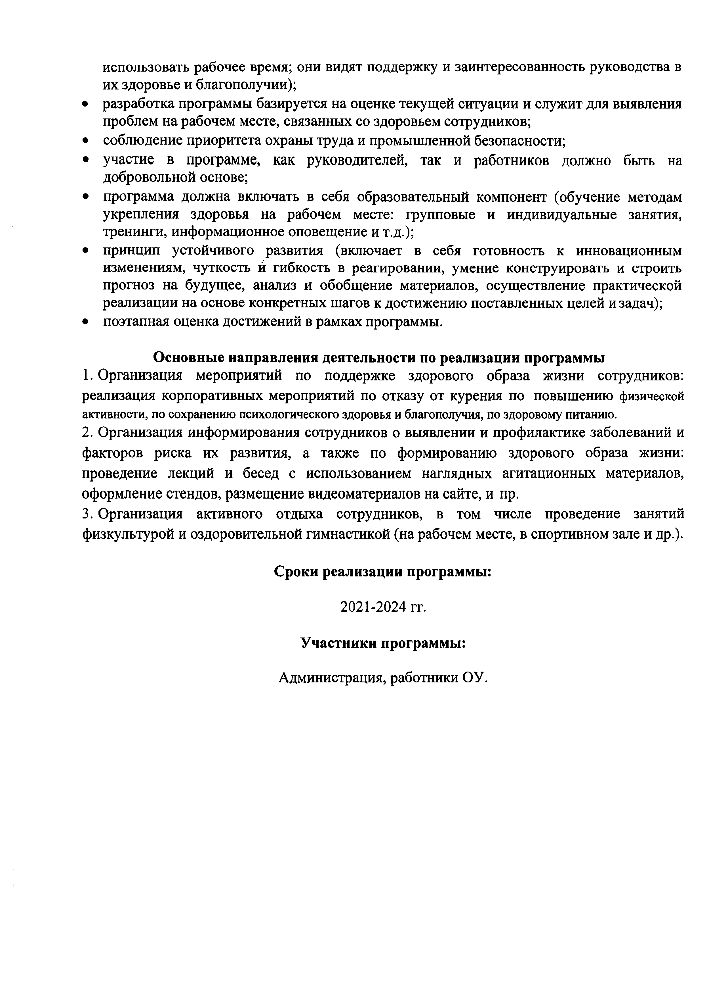 использовать рабочее время; они видят поддержку и заинтересованность руководства в
их здоровье и благополучии);
• разработка программы базируется на оценке текущей ситуации и служит для выявления
проблем на рабочем месте, связанных со здоровьем сотрудников;
• соблюдение приоритета охраны труда и промышленной безопасности;
• участие в программе, как руководителей, так и работников должно быть на
добровольной основе;
• программа должна включать в себя образовательный компонент (обучение методам
укрепления здоровья на рабочем месте: групповые и индивидуальные занятия,
тренинги, информационное оповещение и т.д.);
• принцип устойчивого развития (включает в себя готовность к инновационным
изменениям, чуткость и гибкость в реагировании, умение конструировать и строить
прогноз на будущее, анализ и обобщение материалов, осуществление практической
реализации на основе конкретных шагов к достижению поставленных целей и задач);
• поэтапная оценка достижений в рамках программы.
Основные направления деятельности по реализации программы
1. Организация мероприятий по поддержке здорового образа жизни сотрудников:
реализация корпоративных мероприятий по отказу от курения по повышению физической
активности, по сохранению психологического здоровья и благополучия, по здоровому питанию.
2. Организация информирования сотрудников о выявлении и профилактике заболеваний и
факторов риска их развития, а также по формированию здорового образа жизни:
проведение лекций и бесед с использованием наглядных агитационных материалов,
оформление стендов, размещение видеоматериалов на сайте, и пр.
3. Организация активного отдыха сотрудников, в том числе проведение занятий
физкультурой и оздоровительной гимнастикой (на рабочем месте, в спортивном зале и др.).
Сроки реализации программы:
2021-2024 гг.
Участники программы:
Администрация, работники ОУ.